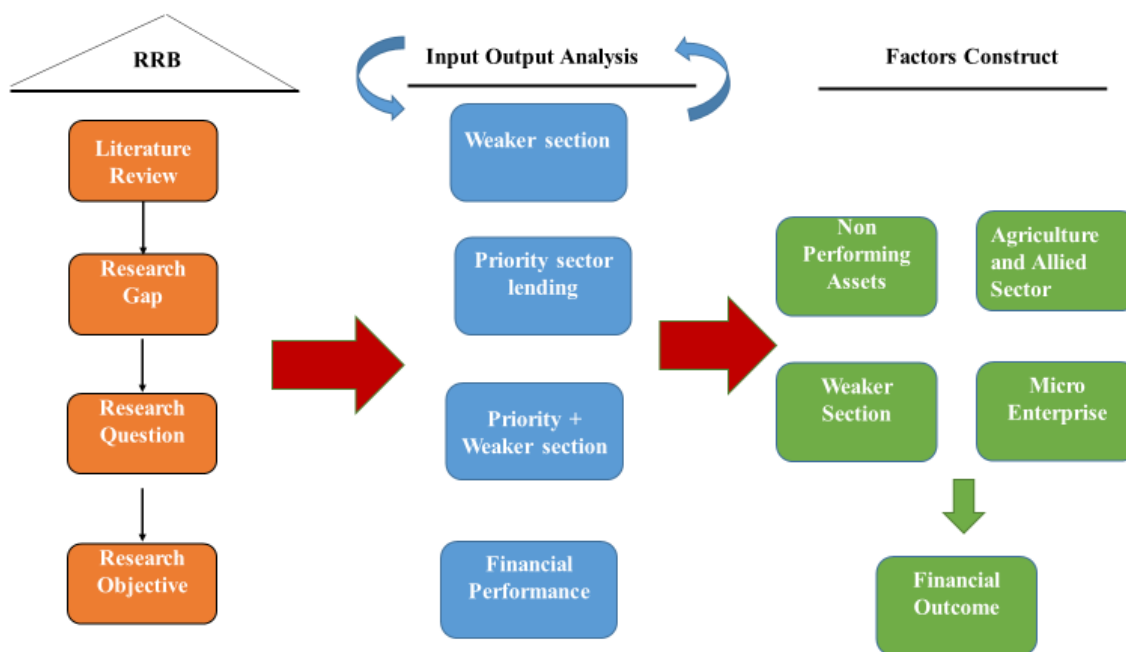 RRB
Literature
Review
Research
Gap
Research
Question
Research
Objective
Input Output Analysis
Weaker section
Priority sector
lending
Priority +
Weaker section
Financial
Performance
Factors Construct
Non
Performing
Assets
Agriculture
and Allied
Sector
Weaker
Section
Micro
Enterprise
Financial
Outcome